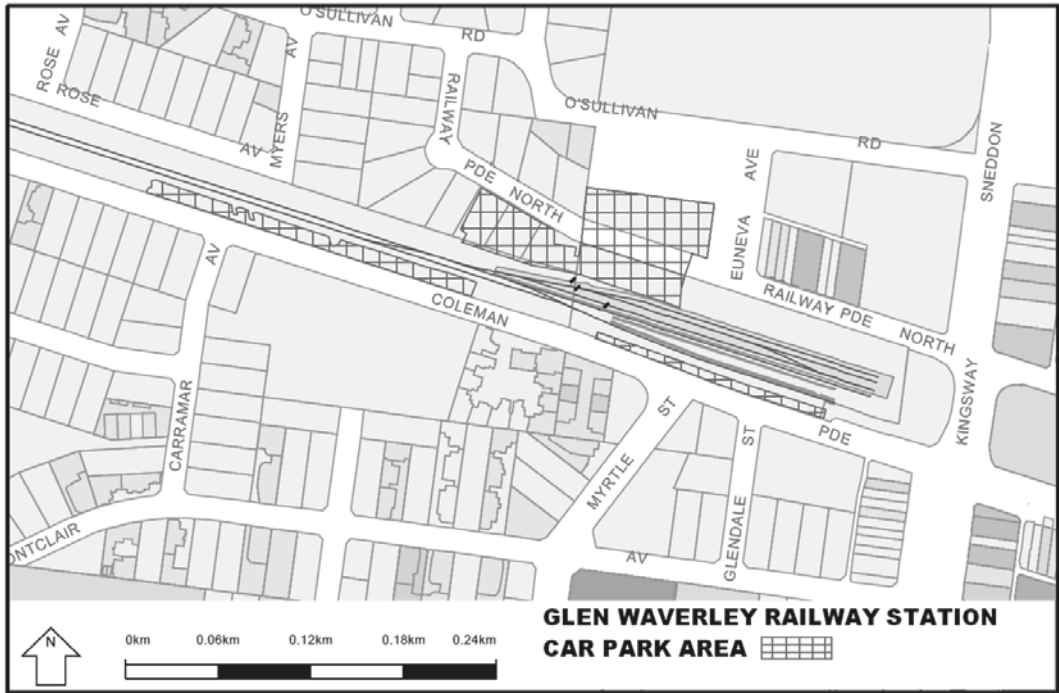 O'SULLIVAN
RD
ROSE AV
ROSE
AV
MYERS
AV
RAILWAY
PDE NORTH
O'SULLIVAN
RD
SNEDDON
EUNEVA
AVE
RAILWAY PDE NORTH
KINGSWAY
COLEMAN
PDE
CARRAMAR
AV
MYRTLE
ST
GLENDALE
ST
ONTCLAIR
AV
N
0km 0.06km 0.12km 0.18km 0.24km
GLEN WAVERLEY RAILWAY STATION
CAR PARK AREA